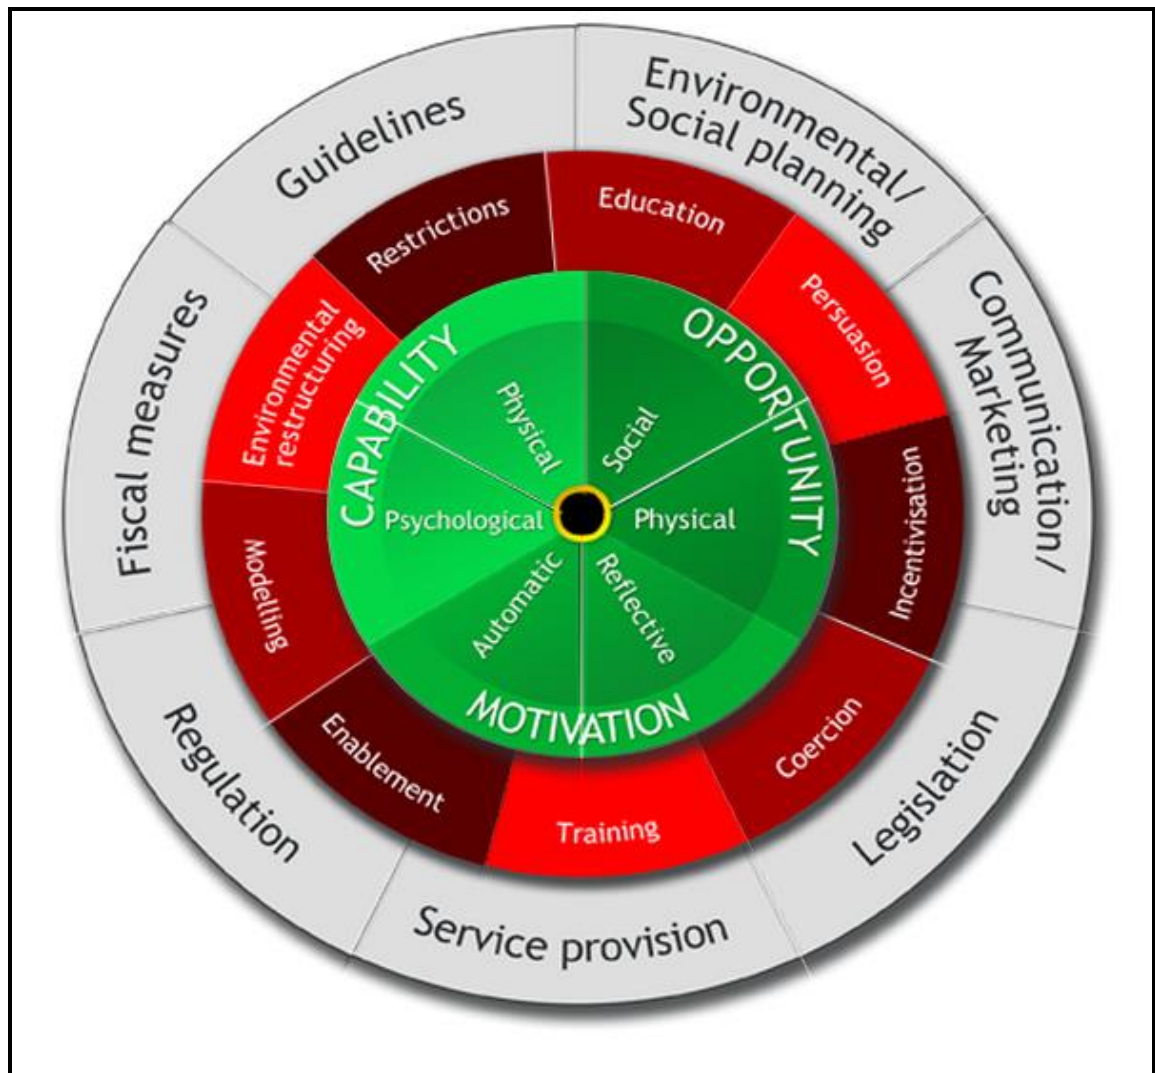 Guidelines
Environmental/
Social planning
Communication/
Marketing
Legislation
Service provision
Regulation
Fiscal measures
Restrictions
Education
Persuasion
Incentivisation
Coercion
Training
Enablement
Modelling
Environmental
restructuring
CAPABILITY
OPPORTUNITY
MOTIVATION
Physical
Social
Psychological
Physical
Automatic
Reflective